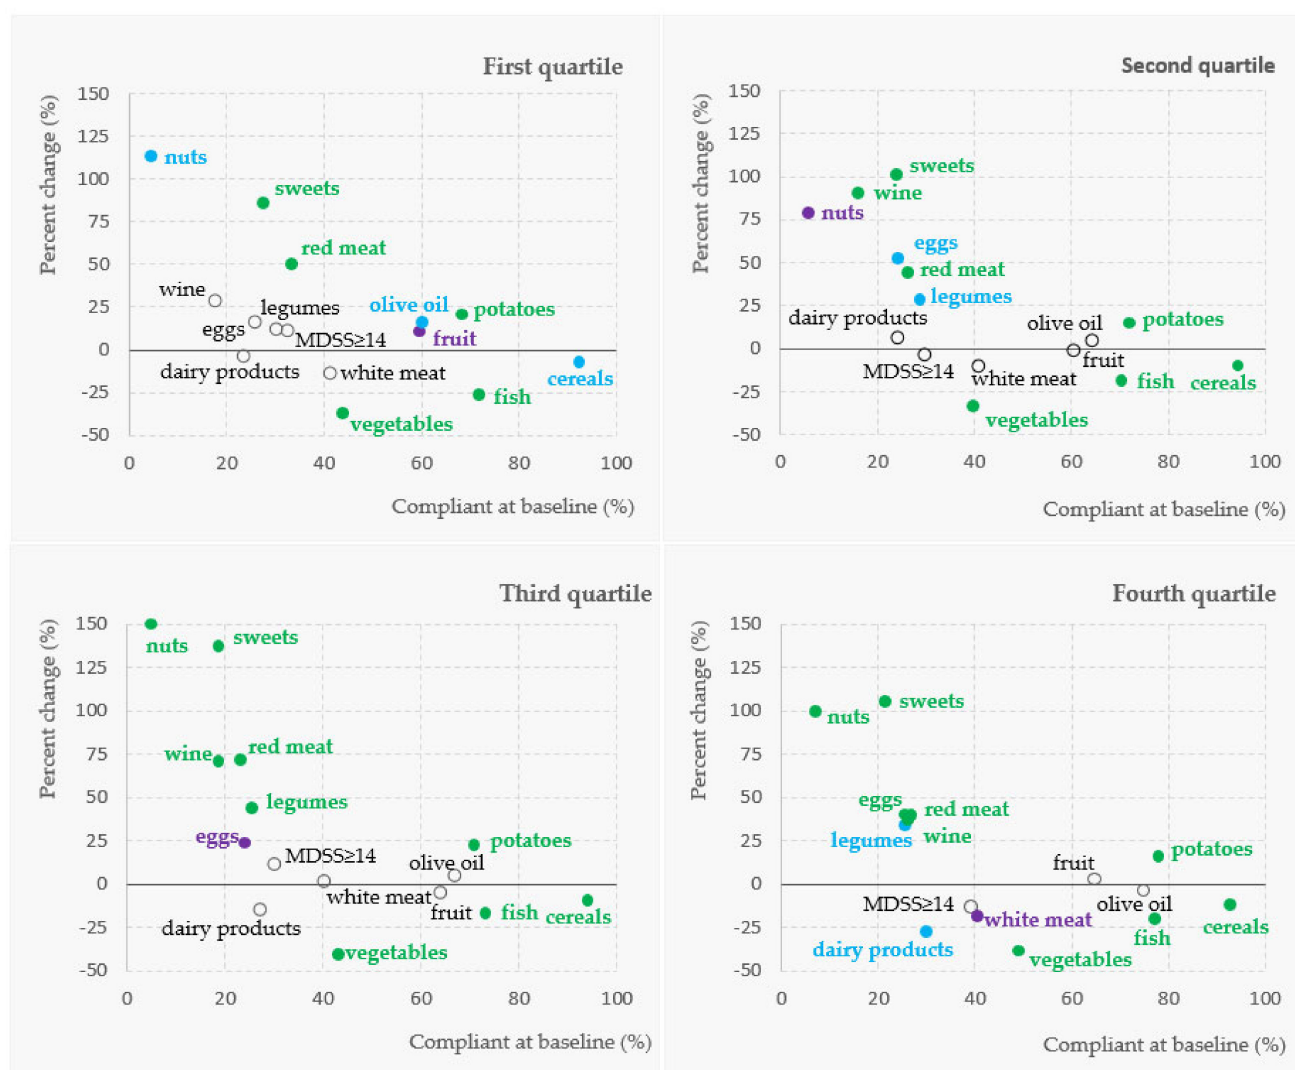 First quartile
Percent change (%)
150
125
100
75
50
25
0
-25
-50
nuts
sweets
red meat
wine
legumes
eggs
MDSS≥14
olive oil
potatoes
fruit
dairy products
white meat
cereals
fish
vegetables
0 20 40 60 80 100
Compliant at baseline (%)
Second quartile
Percent change (%)
150
125
100
75
50
25
0
-25
-50
sweets
wine
nuts
eggs
red meat
legumes
dairy products
olive oil
potatoes
MDSS≥14
white meat
fruit
fish
cereals
vegetables
0 20 40 60 80 100
Compliant at baseline (%)
Third quartile
Percent change (%)
150
125
100
75
50
25
0
-25
-50
nuts
sweets
wine
red meat
legumes
eggs
MDSS≥14
potatoes
olive oil
white meat
fruit
fish
cereals
dairy products
vegetables
0 20 40 60 80 100
Compliant at baseline (%)
Fourth quartile
Percent change (%)
150
125
100
75
50
25
0
-25
-50
sweets
nuts
eggs
red meat
wine
legumes
potatoes
fruit
MDSS≥14
olive oil
white meat
dairy products
fish
cereals
vegetables
0 20 40 60 80 100
Compliant at baseline (%)